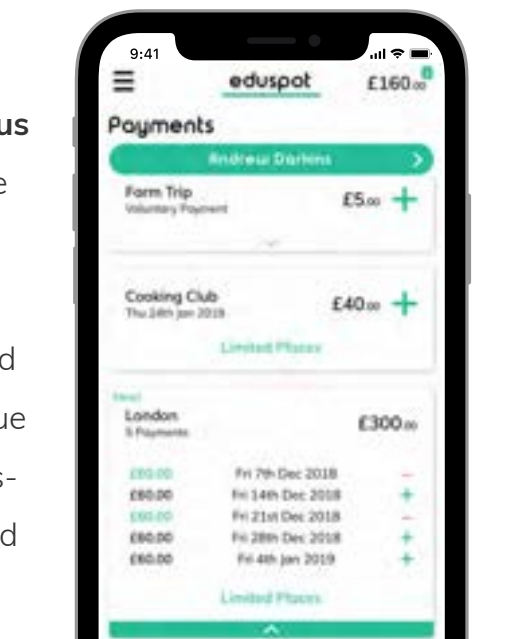 us
e
d
ue
s-
d
9:41
eduspot £160.00
Payments
Andrew Darkins
Farm Trip £5.00
Voluntary Payment
Cooking Club £40.00
Thu 24th Jan 2019
Limited Places
New!
London £300.00
5 Payments
£60.00 Fri 7th Dec 2018 −
£60.00 Fri 14th Dec 2018 +
£60.00 Fri 21st Dec 2018 −
£60.00 Fri 28th Dec 2018 +
£60.00 Fri 4th Jan 2019 +
Limited Places